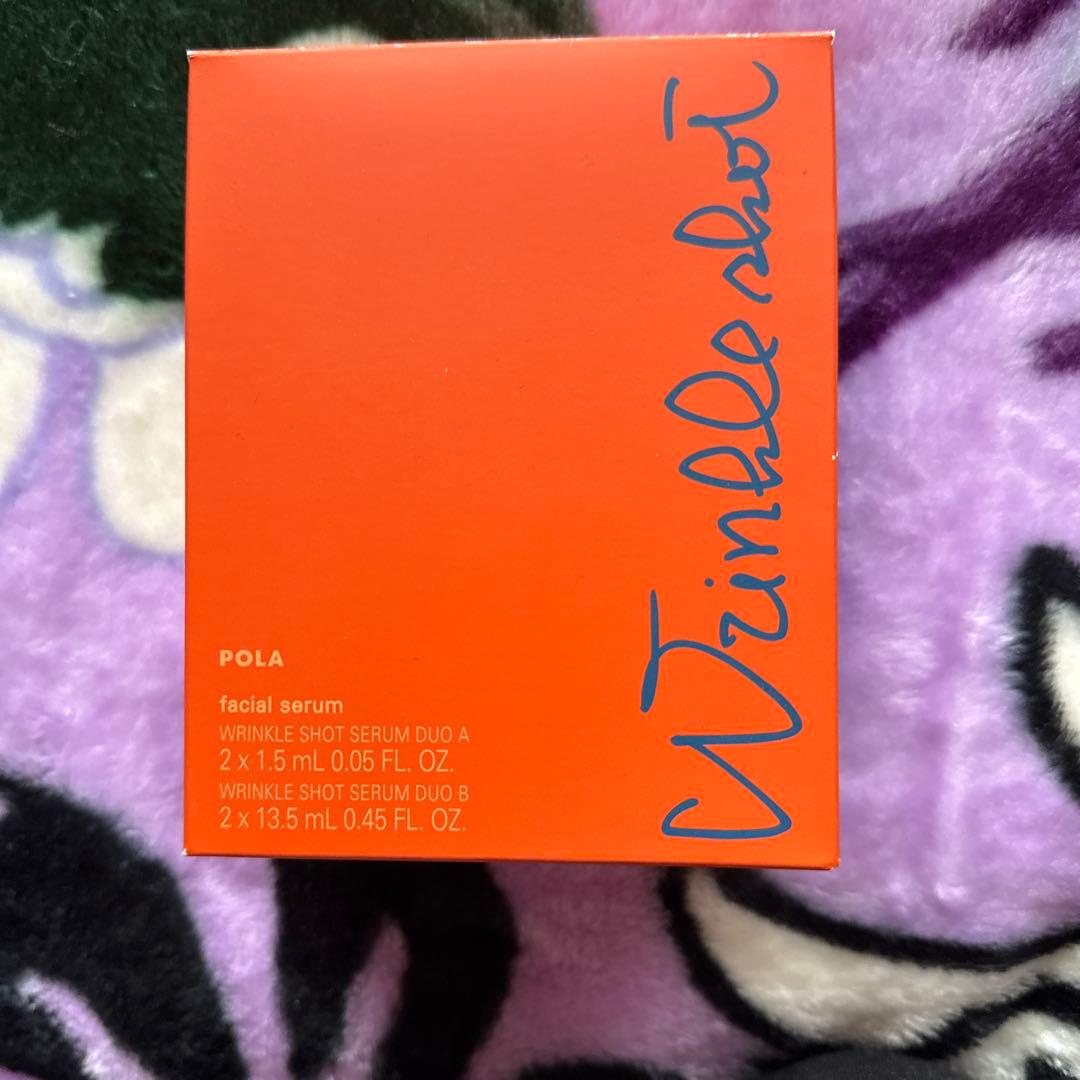 Wrinkle shot
POLA
facial serum
WRINKLE SHOT SERUM DUO A
2 x 1.5 mL 0.05 FL. OZ.
WRINKLE SHOT SERUM DUO B
2 x 13.5 mL 0.45 FL. OZ.